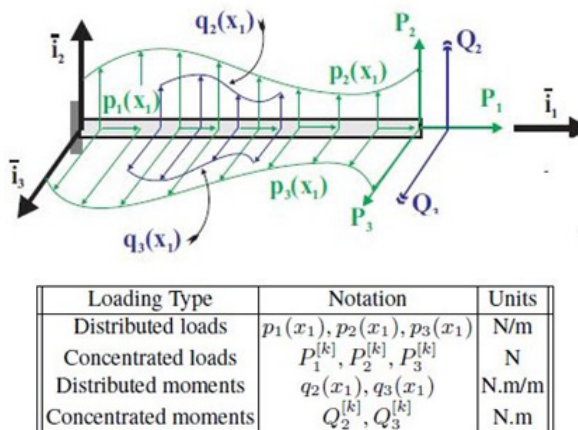 q₂(x₁)
P₂
Q₂
ī₂
p₁(x₁)
p₂(x₁)
P₁
ī₁
ī₃
p₃(x₁)
P₃
q₃(x₁)
Loading Type Notation Units
Distributed loads p₁(x₁), p₂(x₁), p₃(x₁) N/m
Concentrated loads P₁^[k], P₂^[k], P₃^[k] N
Distributed moments q₂(x₁), q₃(x₁) N.m/m
Concentrated moments Q₂^[k], Q₃^[k] N.m